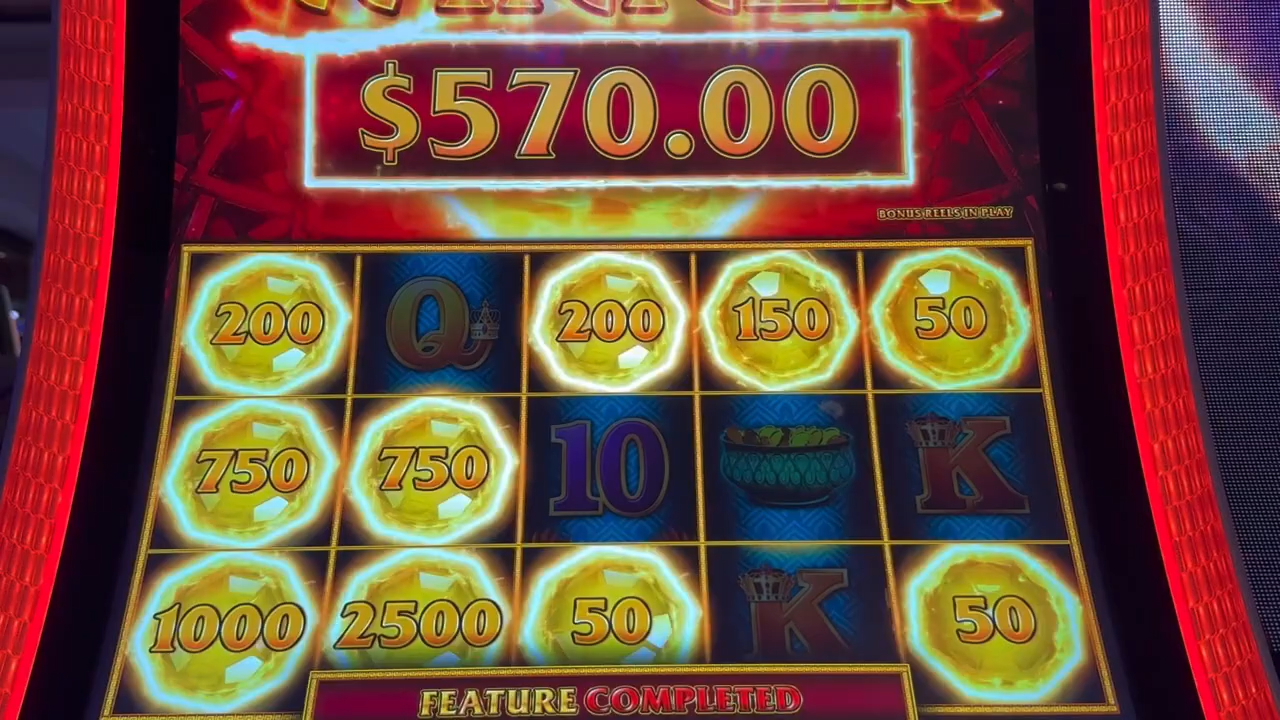 $570.00
BONUS REELS IN PLAY
200 Q 200 150 50
750 750 10 K
1000 2500 50 K 50
FEATURE COMPLETED